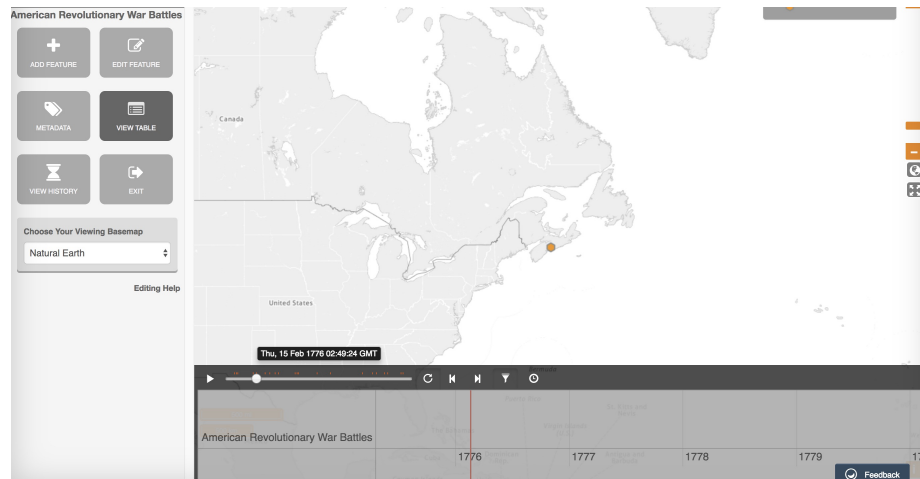 American Revolutionary War Battles
ADD FEATURE
EDIT FEATURE
METADATA
VIEW TABLE
VIEW HISTORY
EXIT
Choose Your Viewing Basemap
Natural Earth
Editing Help
Canada
United States
Thu, 15 Feb 1776 02:49:24 GMT
Bermuda
American Revolutionary War Battles
1776
1777
1778
1779
Feedback